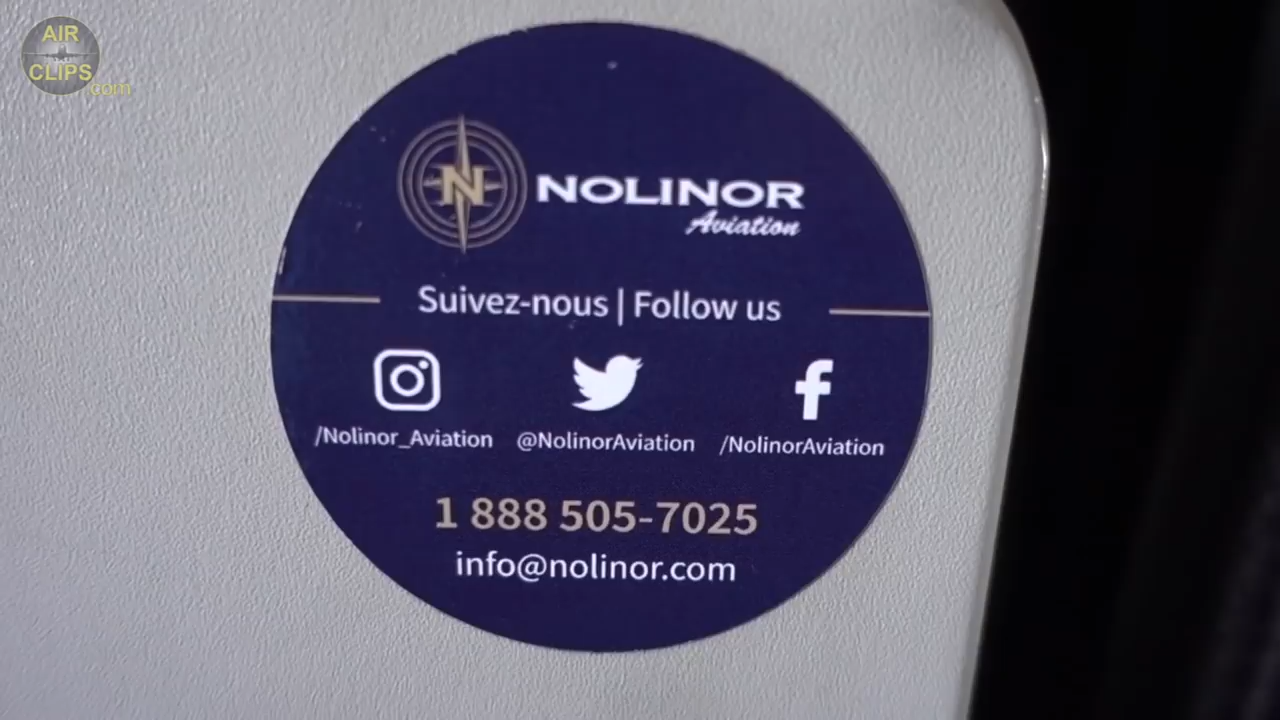 AIR
CLIPS
.com
N
NOLINOR
Aviation
Suivez-nous | Follow us
/Nolinor_Aviation @NolinorAviation /NolinorAviation
1 888 505-7025
info@nolinor.com